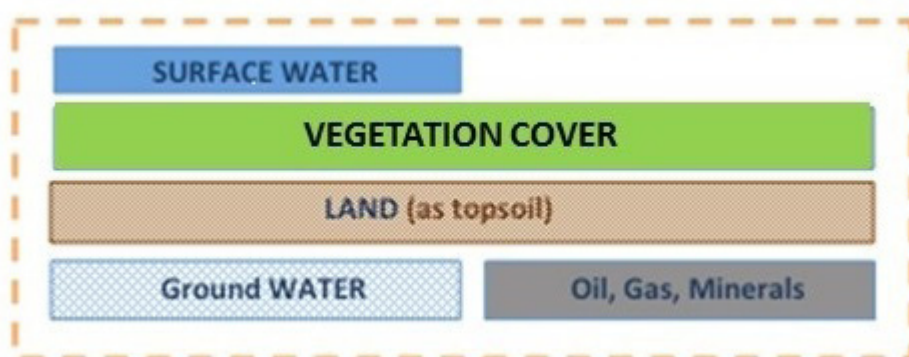 SURFACE WATER
VEGETATION COVER
LAND (as topsoil)
Ground WATER
Oil, Gas, Minerals